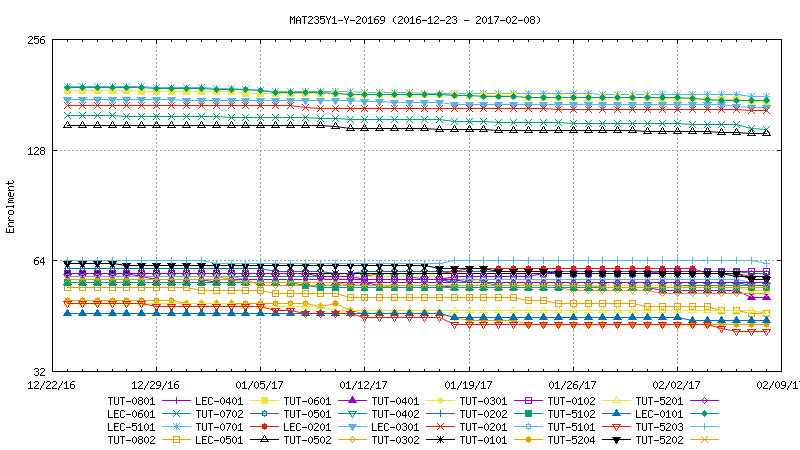 MAT235Y1-Y-20169 (2016-12-23 - 2017-02-08)
256
128
64
32
Enrolment
12/22/16 12/29/16 01/05/17 01/12/17 01/19/17 01/26/17 02/02/17 02/09/17
TUT-0801 LEC-0401 TUT-0601 TUT-0401 TUT-0301 TUT-0102 TUT-5201
LEC-0601 TUT-0702 TUT-0501 TUT-0402 TUT-0202 TUT-5102 LEC-0101
LEC-5101 TUT-0701 LEC-0201 LEC-0301 TUT-0201 TUT-5101 TUT-5203
TUT-0802 LEC-0501 TUT-0502 TUT-0302 TUT-0101 TUT-5204 TUT-5202